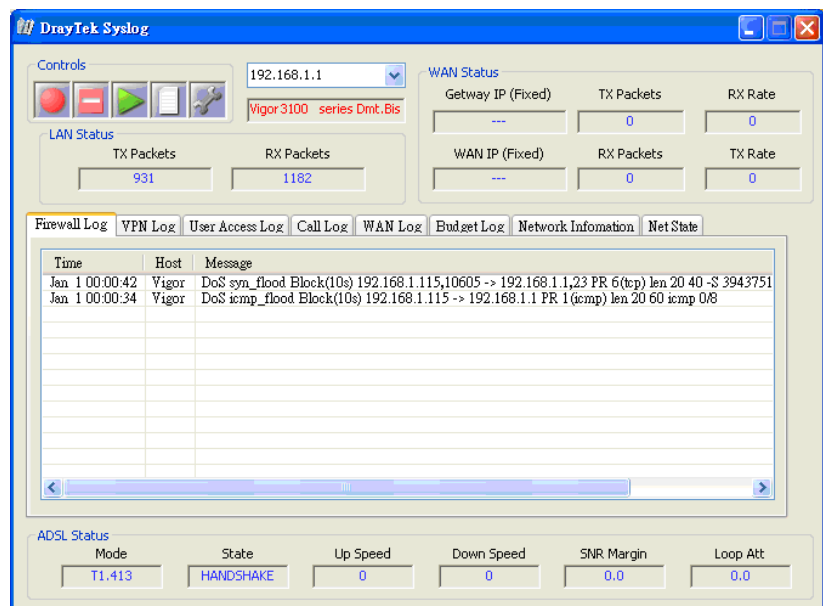 DrayTek Syslog
Controls
192.168.1.1
Vigor3100 series Dmt.Bis
LAN Status
TX Packets RX Packets
931 1182
WAN Status
Getway IP (Fixed) TX Packets RX Rate
--- 0 0
WAN IP (Fixed) RX Packets TX Rate
--- 0 0
Firewall Log VPN Log User Access Log Call Log WAN Log Budget Log Network Infomation Net State
Time Host Message
Jan 1 00:00:42 Vigor DoS syn_flood Block(10s) 192.168.1.115,10605 -> 192.168.1.1,23 PR 6(tcp) len 20 40 -S 3943751
Jan 1 00:00:34 Vigor DoS icmp_flood Block(10s) 192.168.1.115 -> 192.168.1.1 PR 1(icmp) len 20 60 icmp 0/8
ADSL Status
Mode State Up Speed Down Speed SNR Margin Loop Att
T1.413 HANDSHAKE 0 0 0.0 0.0